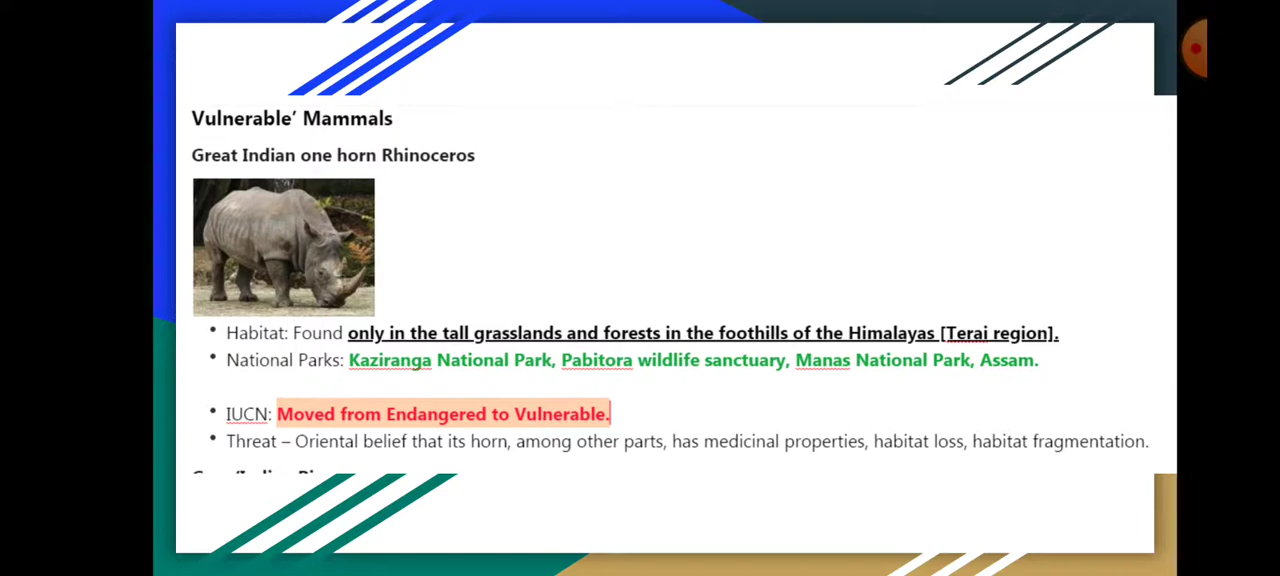 Vulnerable’ Mammals
Great Indian one horn Rhinoceros
• Habitat: Found only in the tall grasslands and forests in the foothills of the Himalayas [Terai region].
• National Parks: Kaziranga National Park, Pabitora wildlife sanctuary, Manas National Park, Assam.
• IUCN: Moved from Endangered to Vulnerable.
• Threat – Oriental belief that its horn, among other parts, has medicinal properties, habitat loss, habitat fragmentation.